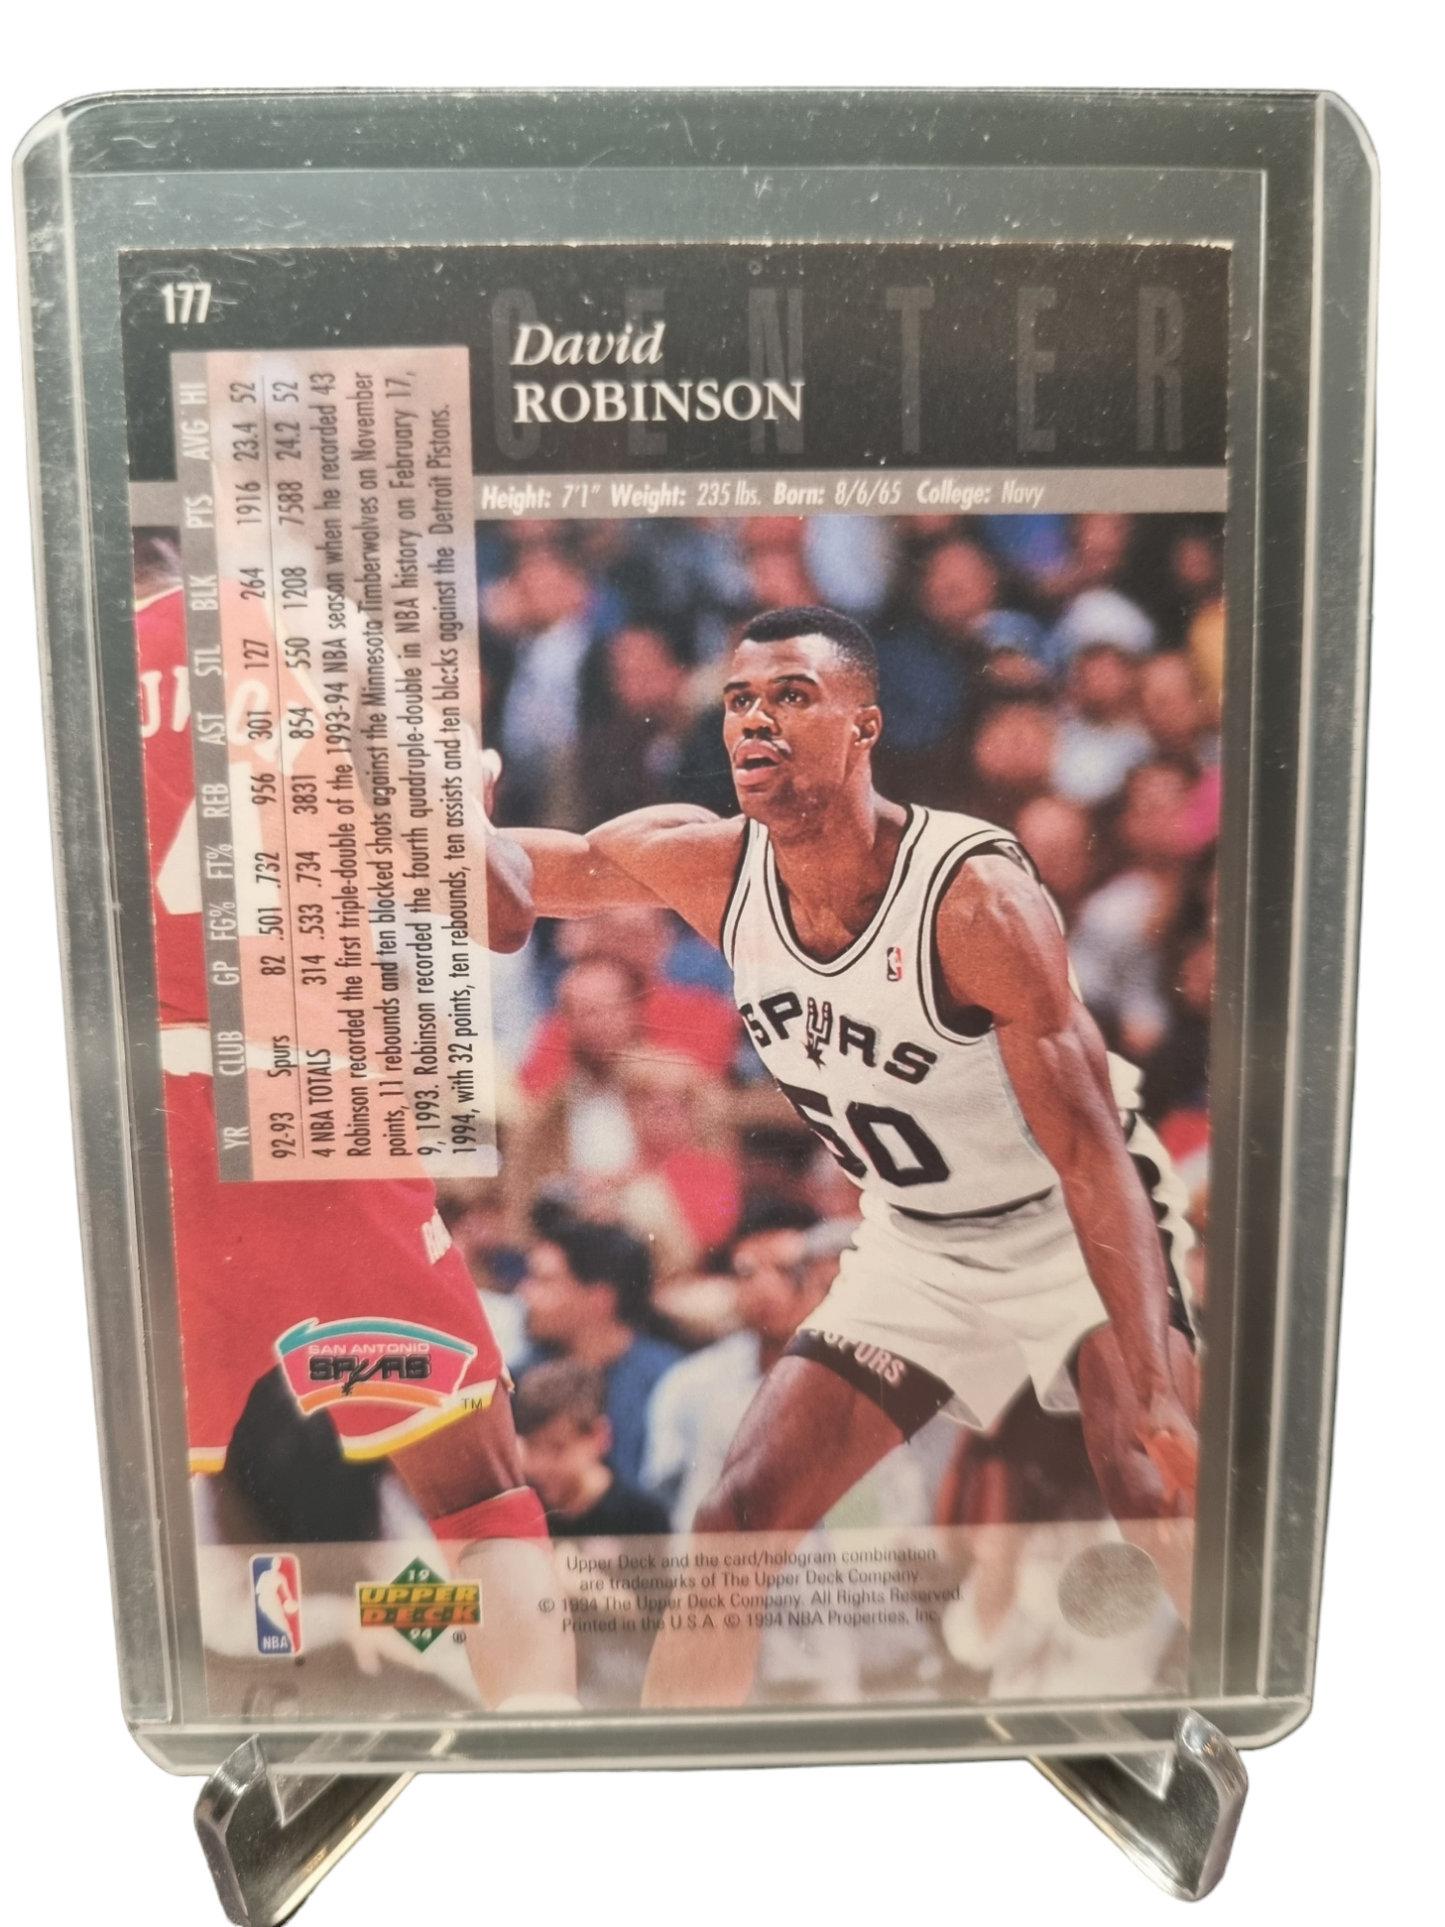 177
CENTER
David
ROBINSON
Height: 7'1" Weight: 235 lbs. Born: 8/6/65 College: Navy
YR CLUB GP FG% FT% REB AST STL BLK PTS AVG HI
92-93 Spurs 82 .501 .732 956 301 127 264 1916 23.4 52
4 NBA TOTALS 314 .533 .734 3831 854 550 1208 7588 24.2 52
Robinson recorded the first triple-double of the 1993-94 NBA season when he recorded 43
points, 11 rebounds and ten blocked shots against the Minnesota Timberwolves on November
9, 1993. Robinson recorded the fourth quadruple-double in NBA history on February 17,
1994, with 32 points, ten rebounds, ten assists and ten blocks against the Detroit Pistons.
SPURS
50
SPURS
SAN ANTONIO
SPURS
TM
NBA
19
UPPER
DECK
94
®
Upper Deck and the card/hologram combination
are trademarks of The Upper Deck Company.
© 1994 The Upper Deck Company. All Rights Reserved.
Printed in the U.S.A. © 1994 NBA Properties, Inc.